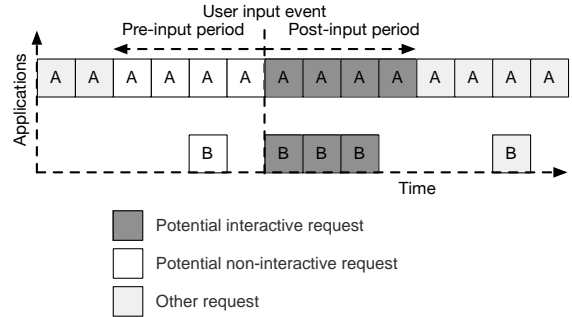 User input event
Pre-input period Post-input period
Applications
A A A A A A A A A A A A A A
B B B B B
Time
Potential interactive request
Potential non-interactive request
Other request